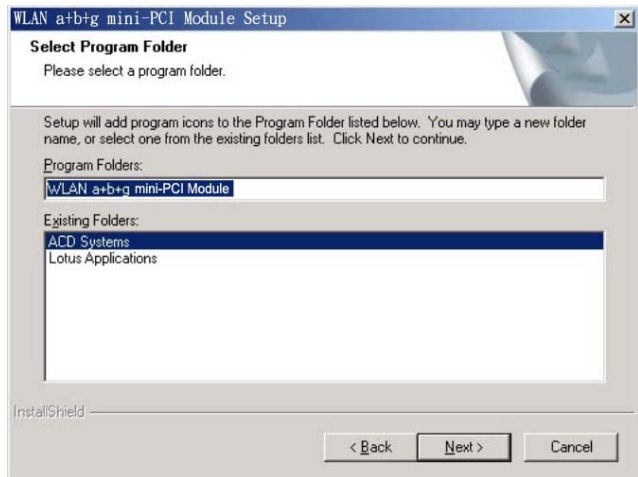 WLAN a+b+g mini-PCI Module Setup
Select Program Folder
Please select a program folder.
Setup will add program icons to the Program Folder listed below. You may type a new folder
name, or select one from the existing folders list. Click Next to continue.
Program Folders:
WLAN a+b+g mini-PCI Module
Existing Folders:
ACD Systems
Lotus Applications
InstallShield
< Back
Next >
Cancel